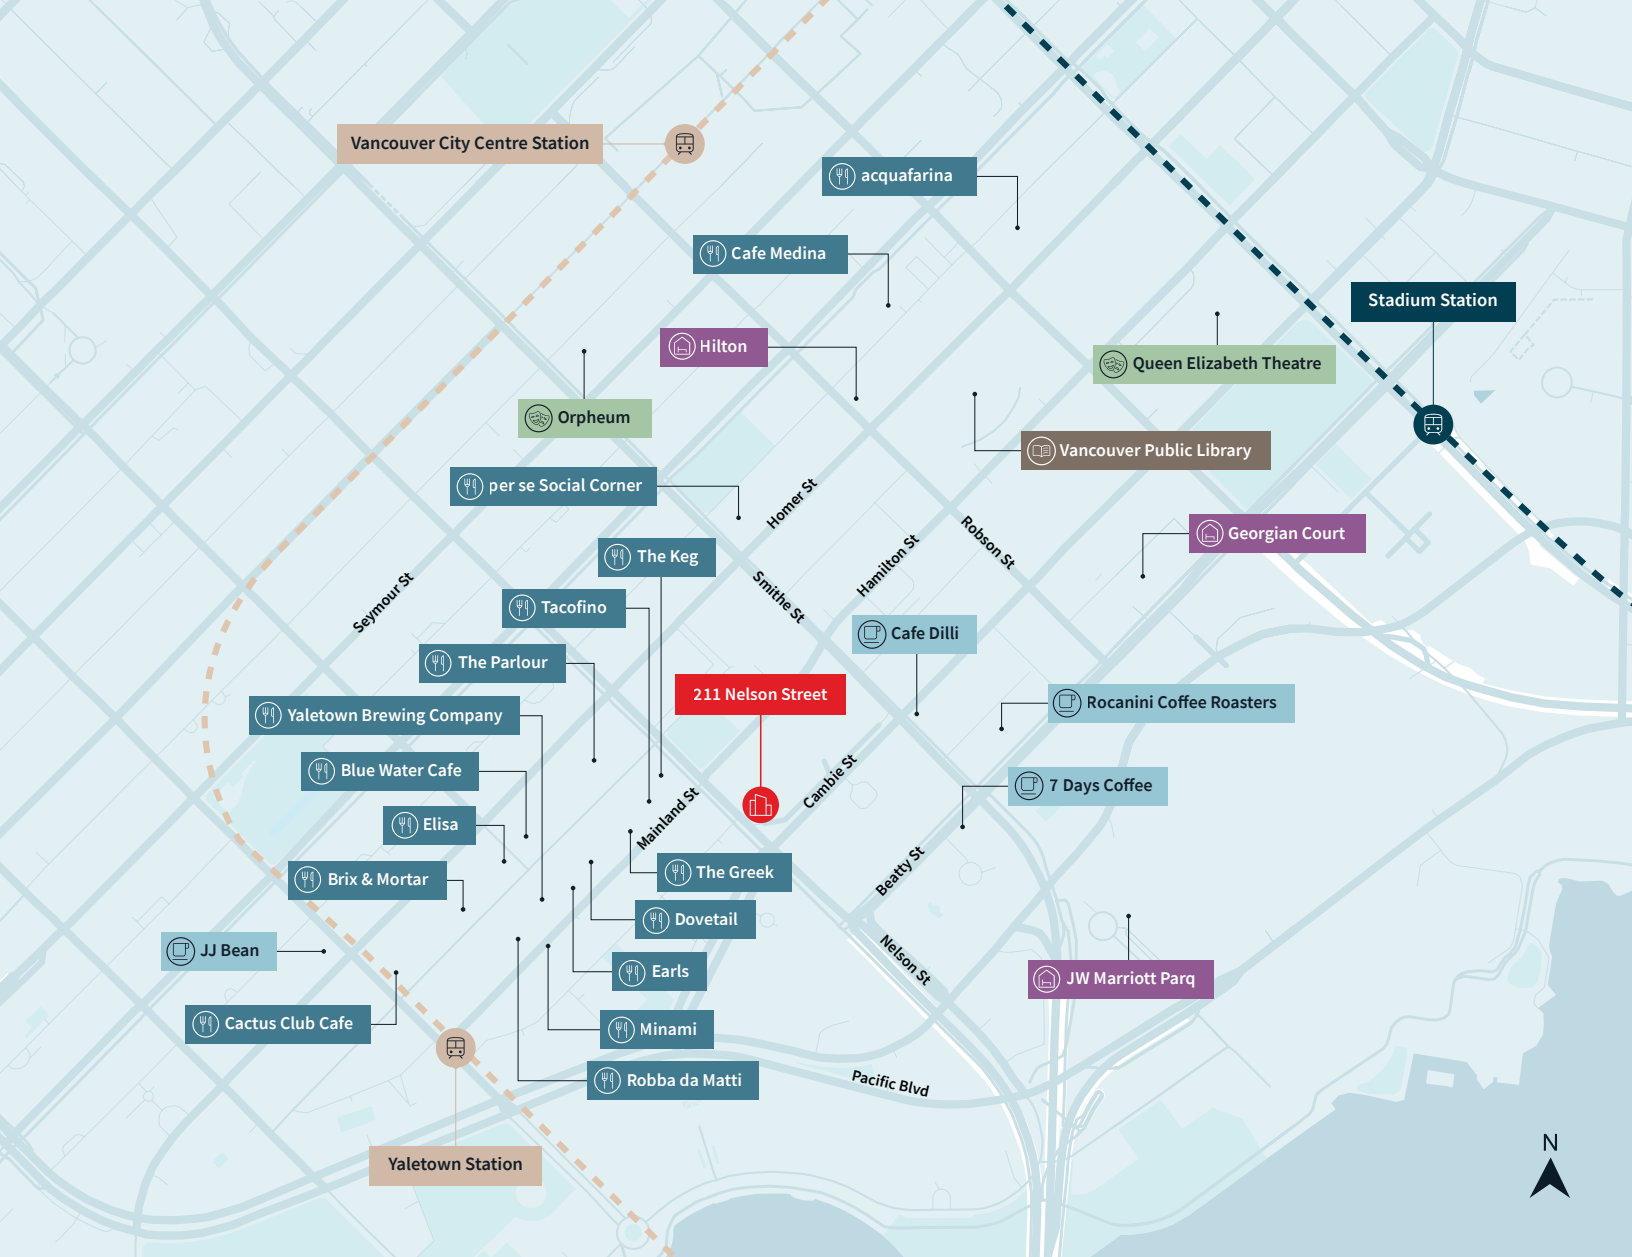 Vancouver City Centre Station
acquafarina
Cafe Medina
Stadium Station
Hilton
Queen Elizabeth Theatre
Orpheum
Vancouver Public Library
per se Social Corner
Homer St
Georgian Court
Robson St
Hamilton St
The Keg
Smithe St
Seymour St
Tacofino
Cafe Dilli
The Parlour
211 Nelson Street
Rocanini Coffee Roasters
Yaletown Brewing Company
Blue Water Cafe
Cambie St
7 Days Coffee
Mainland St
Elisa
The Greek
Beatty St
Brix & Mortar
Dovetail
JJ Bean
Nelson St
Earls
JW Marriott Parq
Cactus Club Cafe
Minami
Robba da Matti
Pacific Blvd
Yaletown Station
N